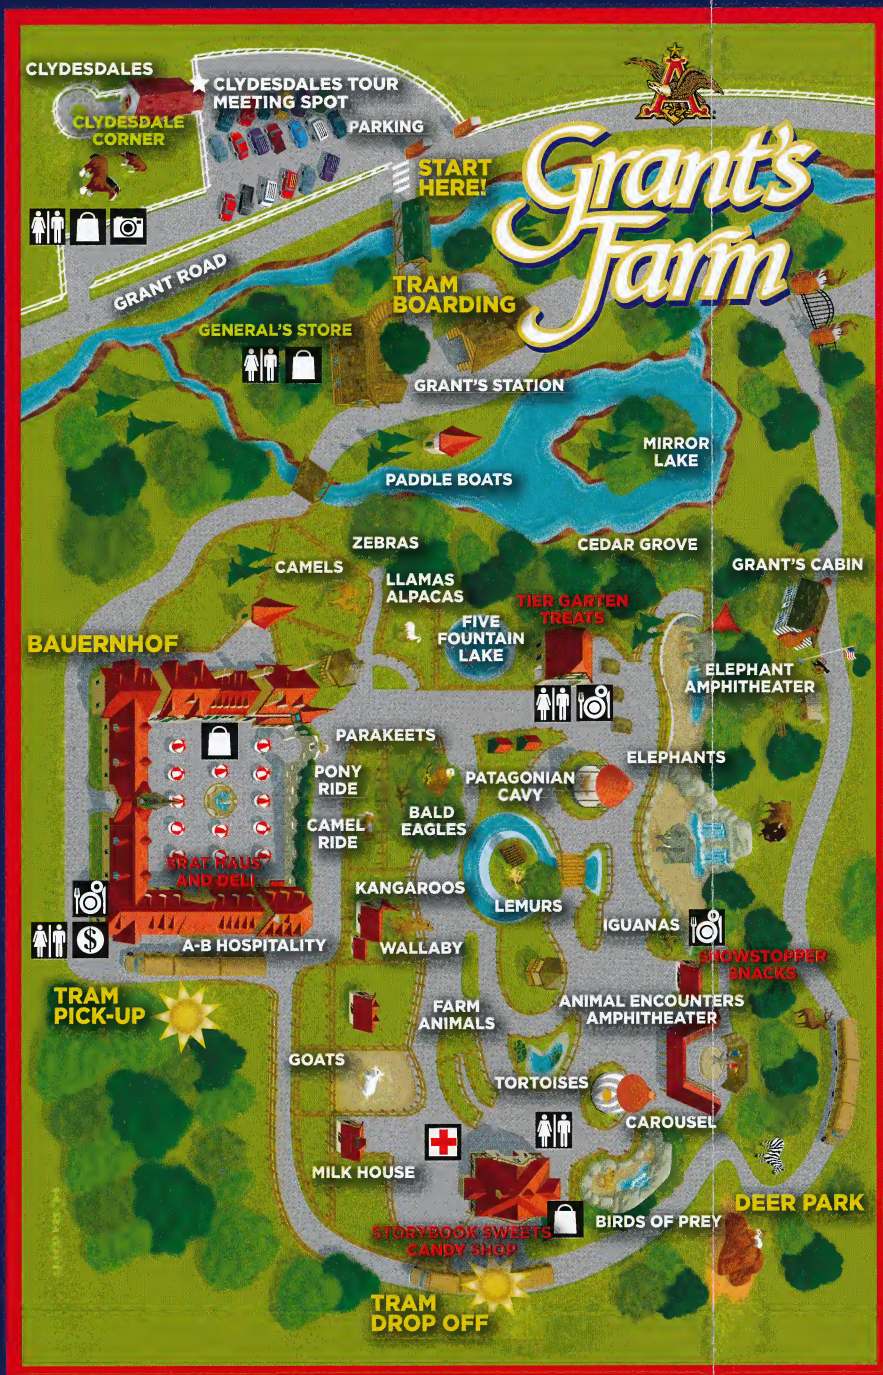 CLYDESDALES
CLYDESDALES TOUR
MEETING SPOT
CLYDESDALE
CORNER
PARKING
START
HERE!
A
Grant's
Farm
GRANT ROAD
TRAM
BOARDING
GENERAL'S STORE
GRANT'S STATION
MIRROR
LAKE
PADDLE BOATS
ZEBRAS
CEDAR GROVE
CAMELS
GRANT'S CABIN
LLAMAS
ALPACAS
TIER GARTEN
TREATS
FIVE
FOUNTAIN
LAKE
BAUERNHOF
ELEPHANT
AMPHITHEATER
PARAKEETS
ELEPHANTS
PONY
RIDE
PATAGONIAN
CAVY
BALD
EAGLES
CAMEL
RIDE
BRAT HAUS
AND DELI
KANGAROOS
LEMURS
IGUANAS
$
A-B HOSPITALITY
WALLABY
SHOWSTOPPER
SNACKS
TRAM
PICK-UP
FARM
ANIMALS
ANIMAL ENCOUNTERS
AMPHITHEATER
GOATS
TORTOISES
CAROUSEL
MILK HOUSE
DEER PARK
BIRDS OF PREY
STORYBOOK SWEETS
CANDY SHOP
TRAM
DROP OFF